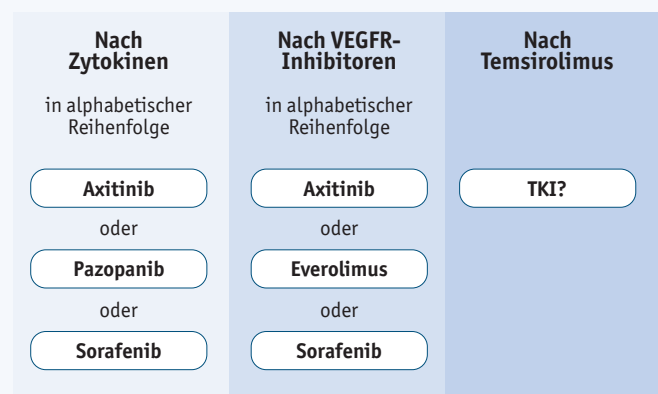 Nach
Zytokinen
in alphabetischer
Reihenfolge
Axitinib
oder
Pazopanib
oder
Sorafenib
Nach VEGFR-
Inhibitoren
in alphabetischer
Reihenfolge
Axitinib
oder
Everolimus
oder
Sorafenib
Nach
Temsirolimus
TKI?